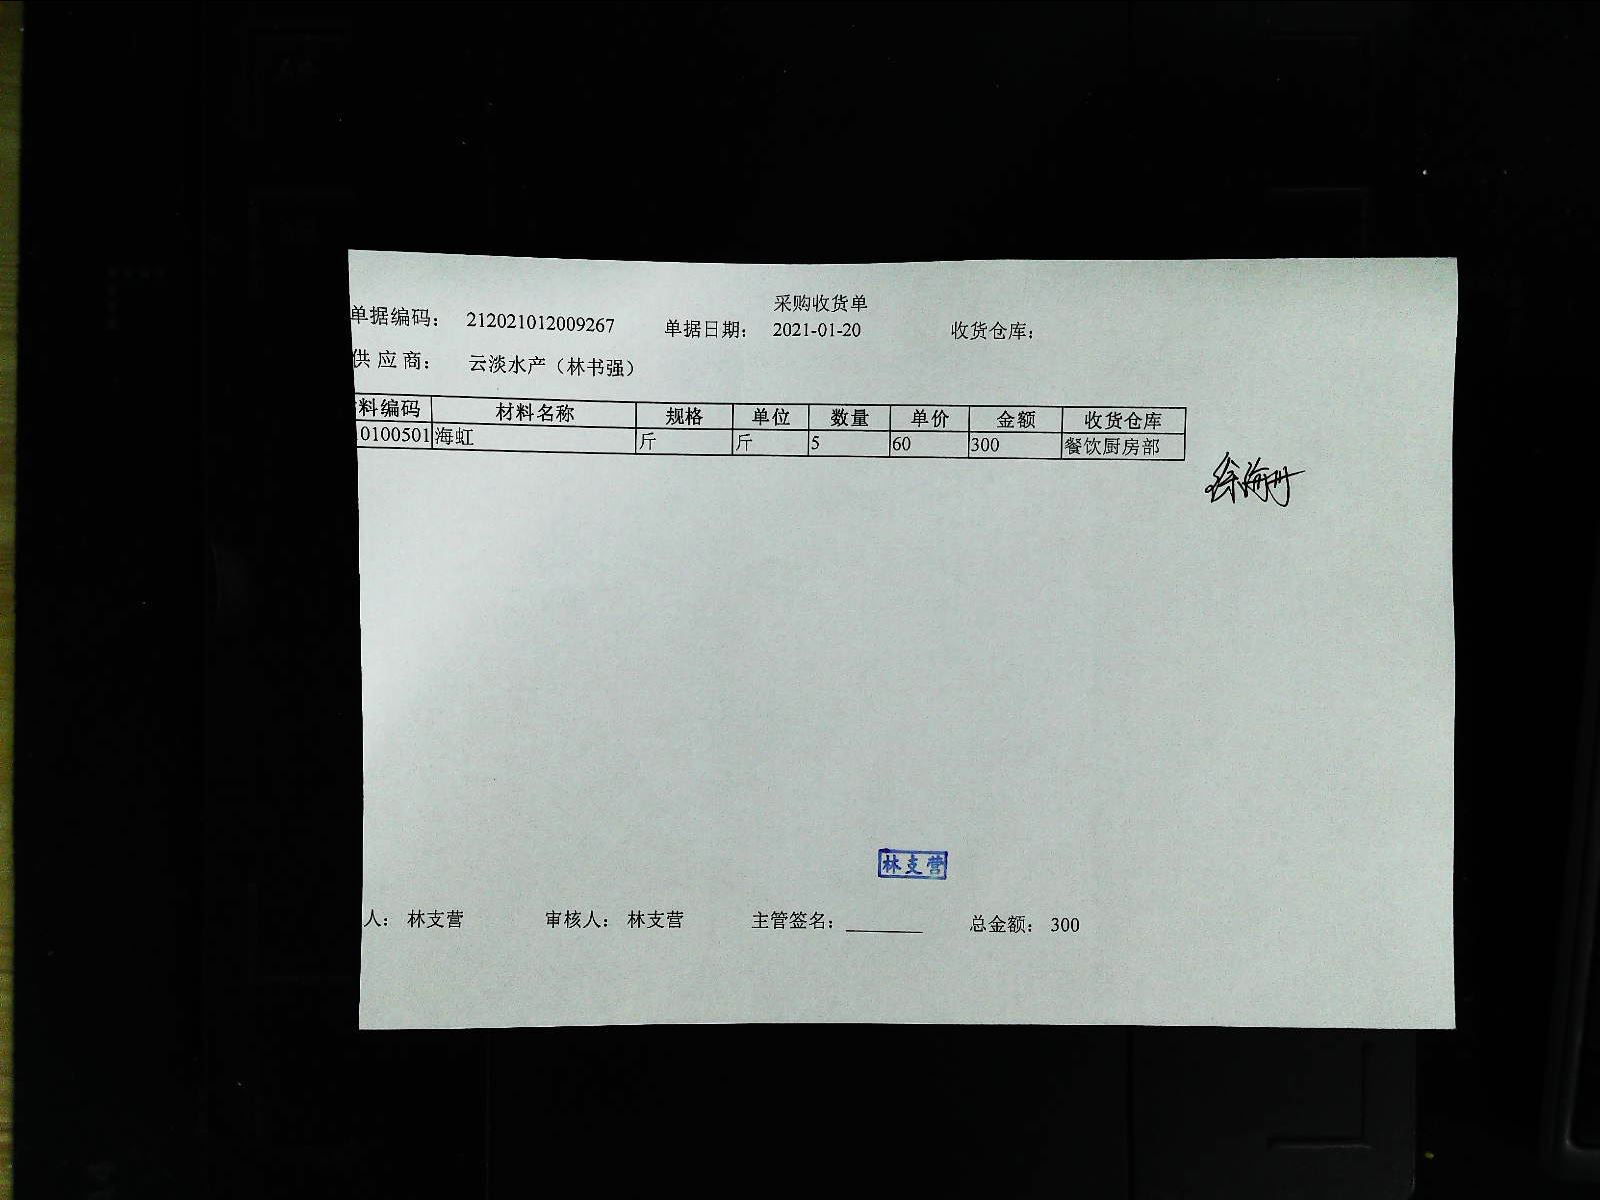 采购收货单
单据编码： 212021012009267 单据日期： 2021-01-20 收货仓库：
供 应 商： 云淡水产（林书强）
料编码 材料名称 规格 单位 数量 单价 金额 收货仓库
0100501 海虹 斤 斤 5 60 300 餐饮厨房部
林支营
人： 林支营 审核人： 林支营 主管签名： 总金额： 300